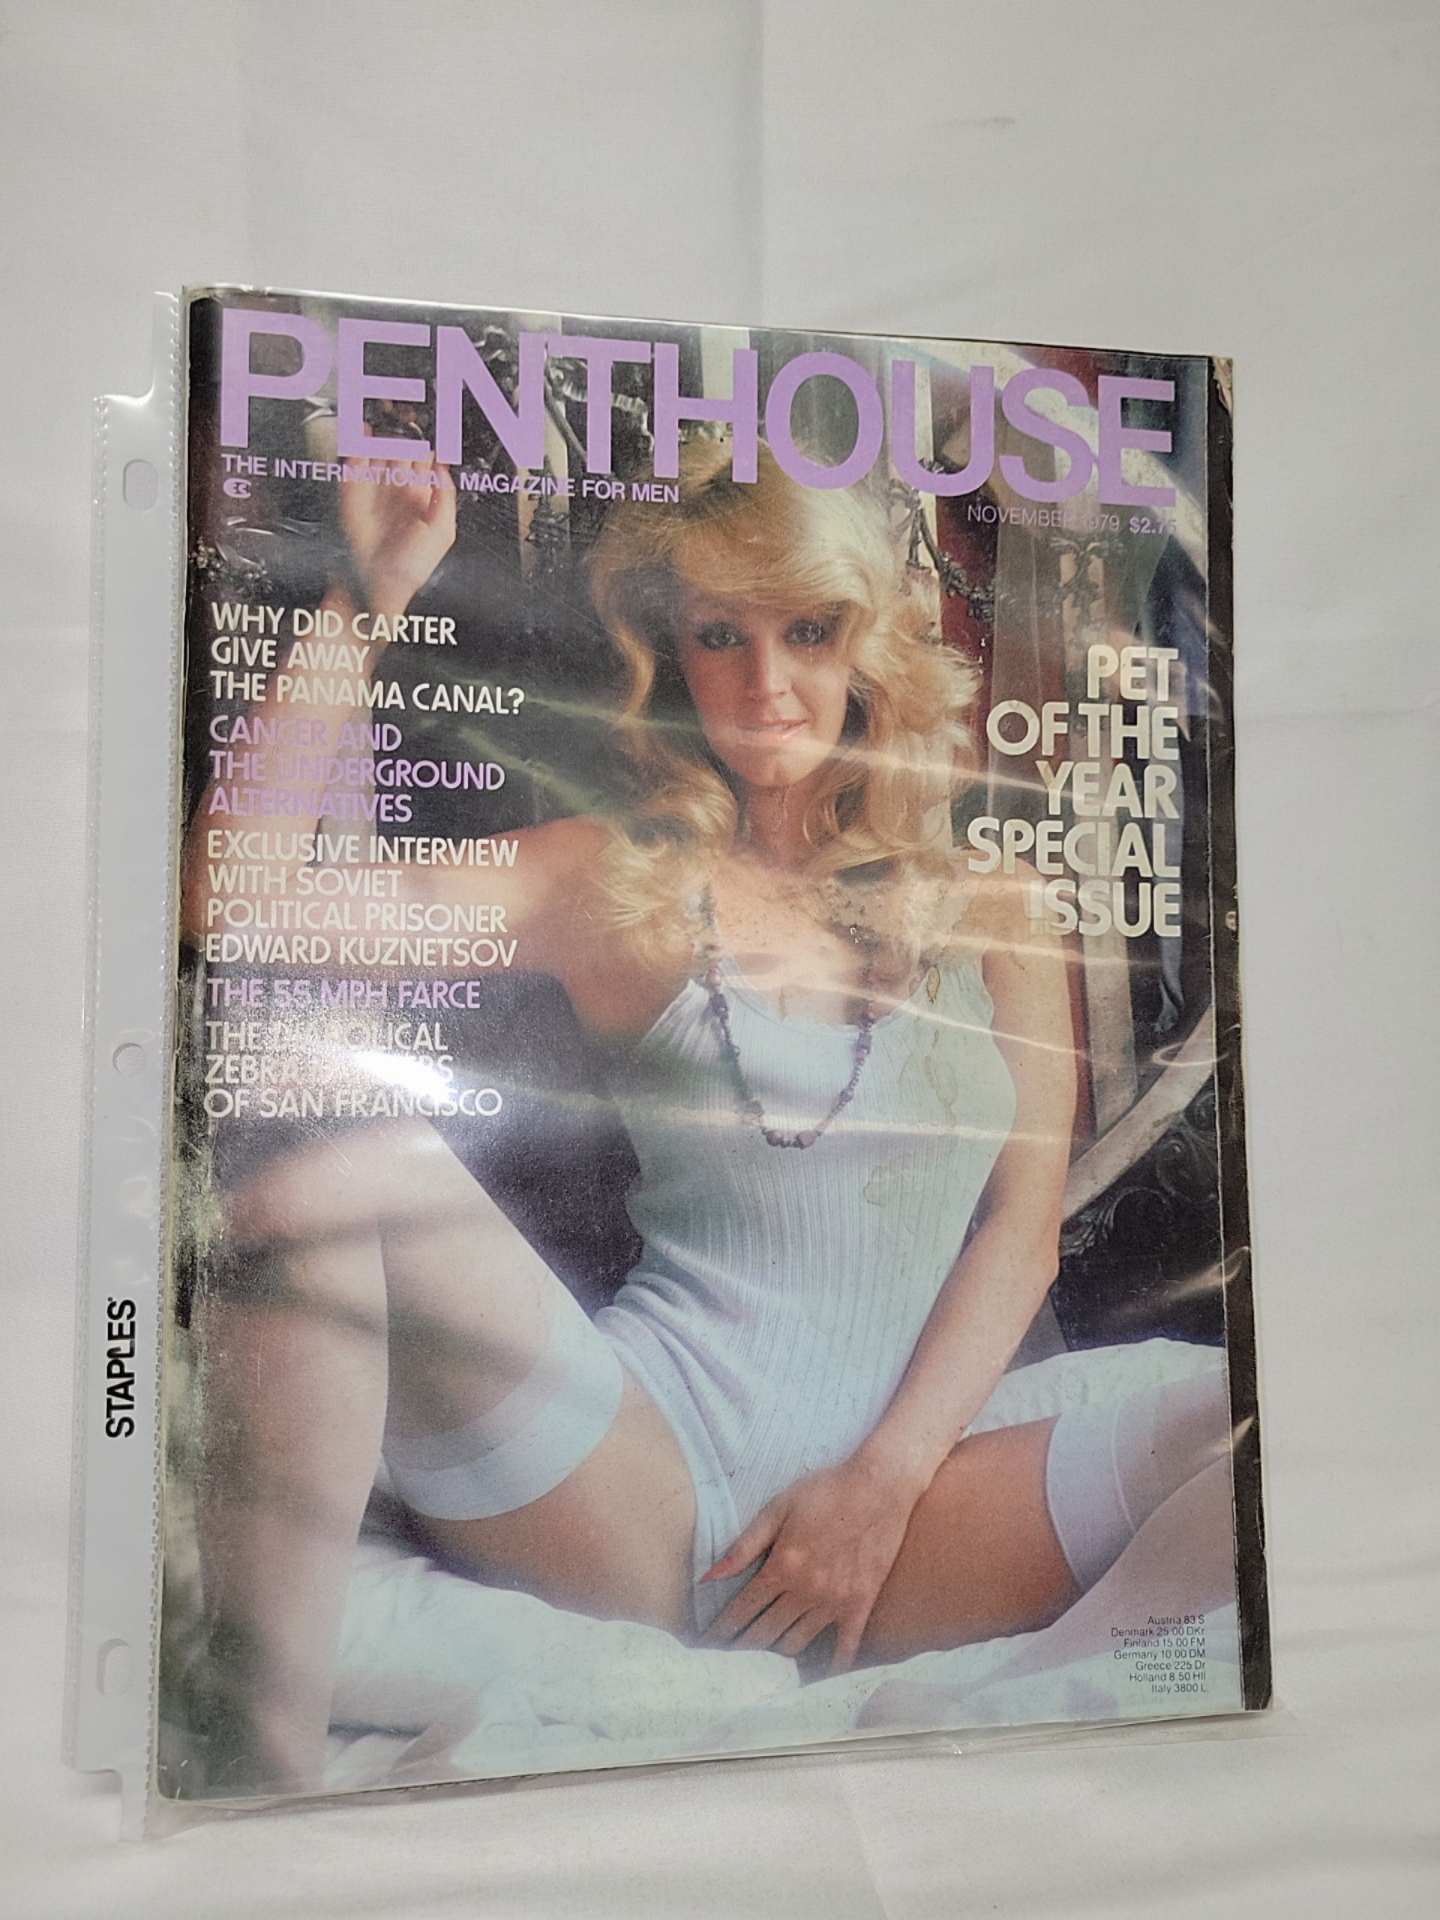 PENTHOUSE
THE INTERNATIONAL MAGAZINE FOR MEN
NOVEMBER 1979 $2.75
WHY DID CARTER
GIVE AWAY
THE PANAMA CANAL?
CANCER AND
THE UNDERGROUND
ALTERNATIVES
EXCLUSIVE INTERVIEW
WITH SOVIET
POLITICAL PRISONER
EDWARD KUZNETSOV
THE 55 MPH FARCE
THE DIABOLICAL
ZEBRA
OF SAN FRANCISCO
PET
OF THE
YEAR
SPECIAL
ISSUE
STAPLES
Austria 83 S
Denmark 25 00 DKr
Finland 15 00 FM
Germany 10 00 DM
Greece 225 Dr
Holland 8.50 Hfl
Italy 3800 L